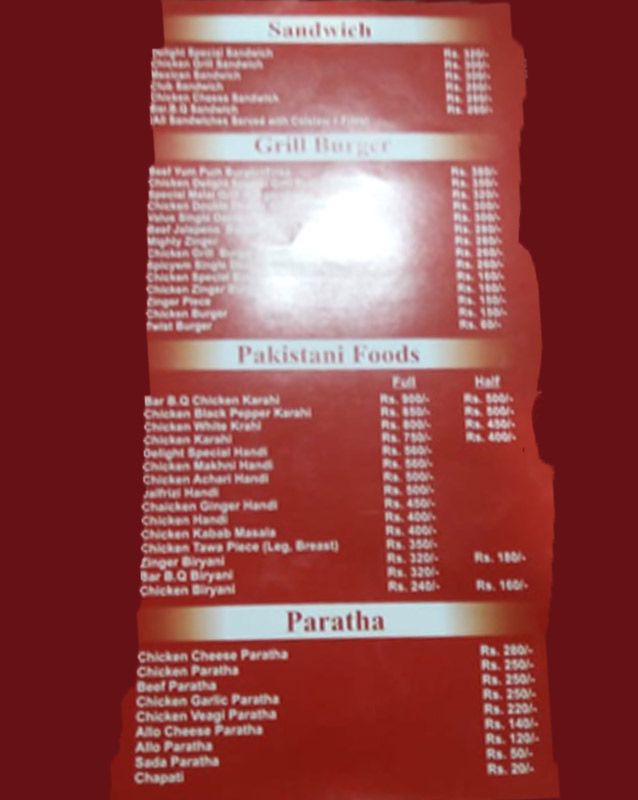 Sandwich
Delight Special Sandwich Rs. 320/-
Chicken Grill Sandwich Rs. 300/-
Mexican Sandwich Rs. 300/-
Club Sandwich Rs.
Chicken Cheese Sandwich Rs.
Bar.B.Q Sandwich Rs.
(All Sandwiches Served with
Grill Burger
Beef Yum Yum Rs.
Chicken Delight Rs. 350/-
Special Malai Rs. 320/-
Chicken Double Rs. 300/-
Value Single Rs. 300/-
Beef Jalapeno Rs. 280/-
Mighty Zinger Rs. 260/-
Chicken Grill Rs. 260/-
Single Rs. 260/-
Chicken Special Rs. 180/-
Chicken Zinger Rs. 180/-
Zinger Piece Rs. 150/-
Chicken Burger Rs. 150/-
Twist Burger Rs. 60/-
Pakistani Foods
Full Half
Bar B.Q Chicken Karahi Rs. 900/- Rs. 500/-
Chicken Black Pepper Karahi Rs. 850/- Rs. 500/-
Chicken White Krahi Rs. 800/- Rs. 450/-
Chicken Karahi Rs. 750/- Rs. 400/-
Delight Special Handi Rs. 560/-
Chicken Makhni Handi Rs. 560/-
Chicken Achari Handi Rs. 500/-
Jalfrizi Handi Rs. 500/-
Chaicken Ginger Handi Rs. 450/-
Chicken Handi Rs. 400/-
Chicken Kabab Masala Rs. 400/-
Chicken Tawa Piece (Leg, Breast) Rs. 350/-
Zinger Biryani Rs. 320/- Rs. 180/-
Bar B.Q Biryani Rs. 320/-
Chicken Biryani Rs. 240/- Rs. 160/-
Paratha
Chicken Cheese Paratha Rs. 280/-
Chicken Paratha Rs. 250/-
Beef Paratha Rs. 250/-
Chicken Garlic Paratha Rs. 250/-
Chicken Veagi Paratha Rs. 220/-
Allo Cheese Paratha Rs. 140/-
Allo Paratha Rs. 120/-
Sada Paratha Rs. 50/-
Chapati Rs. 20/-